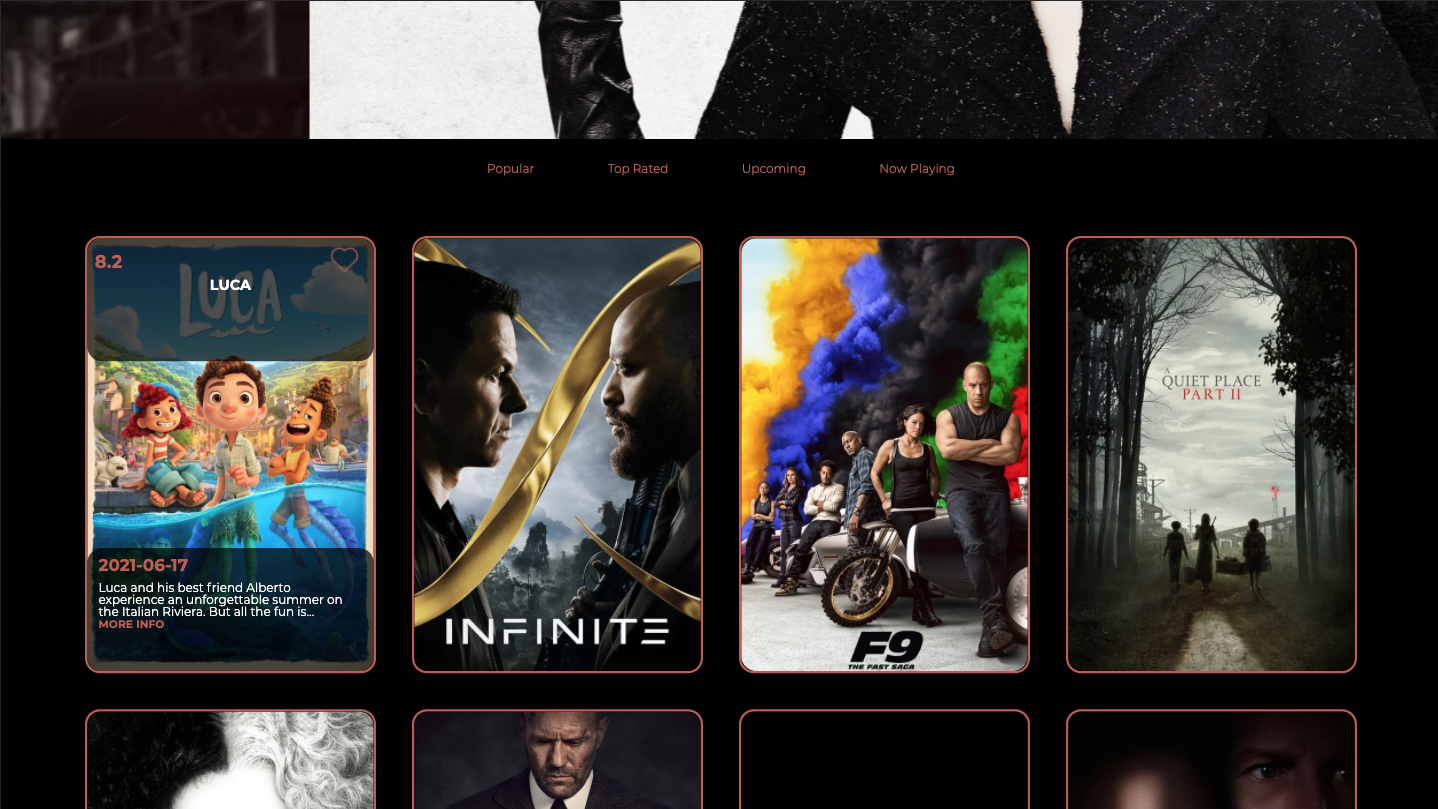 Popular
Top Rated
Upcoming
Now Playing
8.2
LUCA
LUCA
2021-06-17
Luca and his best friend Alberto
experience an unforgettable summer on
the Italian Riviera. But all the fun is...
MORE INFO
INFINITE
F9
THE FAST SAGA
A
QUIET PLACE
PART II